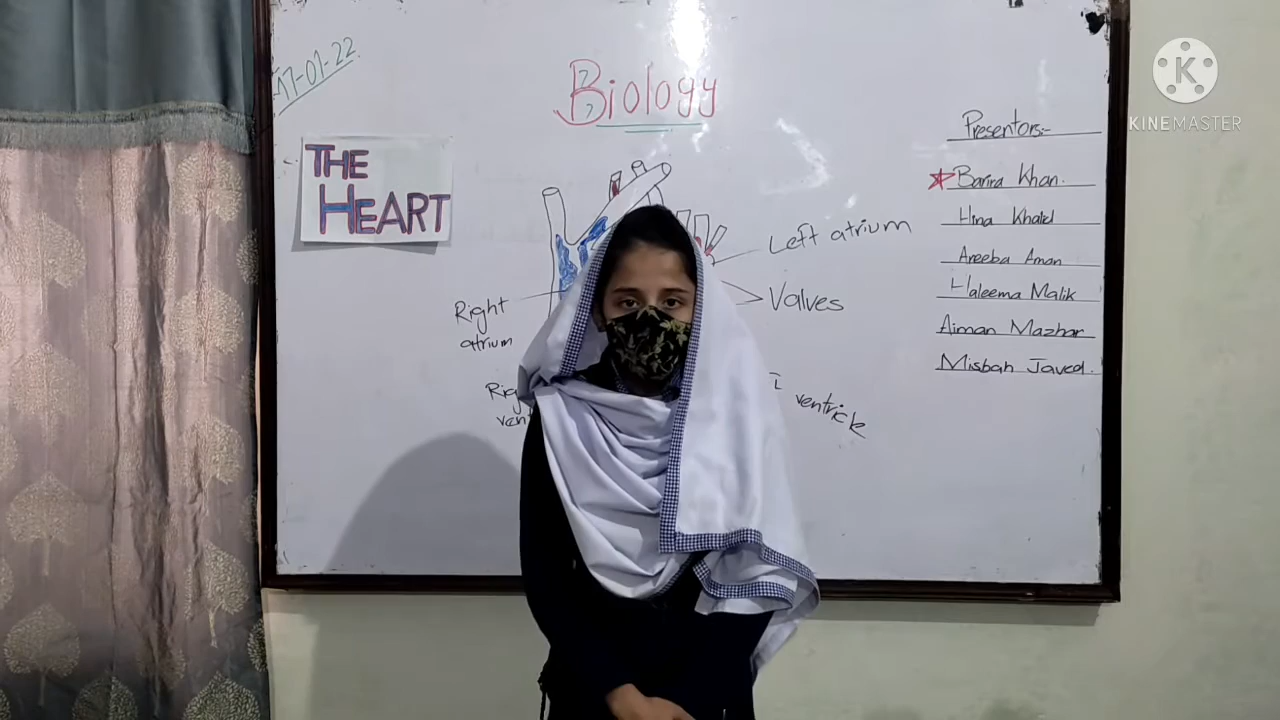 17-01-22
Biology
THE
HEART
Left atrium
Valves
Right
atrium
ventricle
Presentors:-
Barira Khan.
Hina Khalid
Areeba Aman
Haleema Malik
Aiman Mazhar
Misbah Javed.
K
KINEMASTER